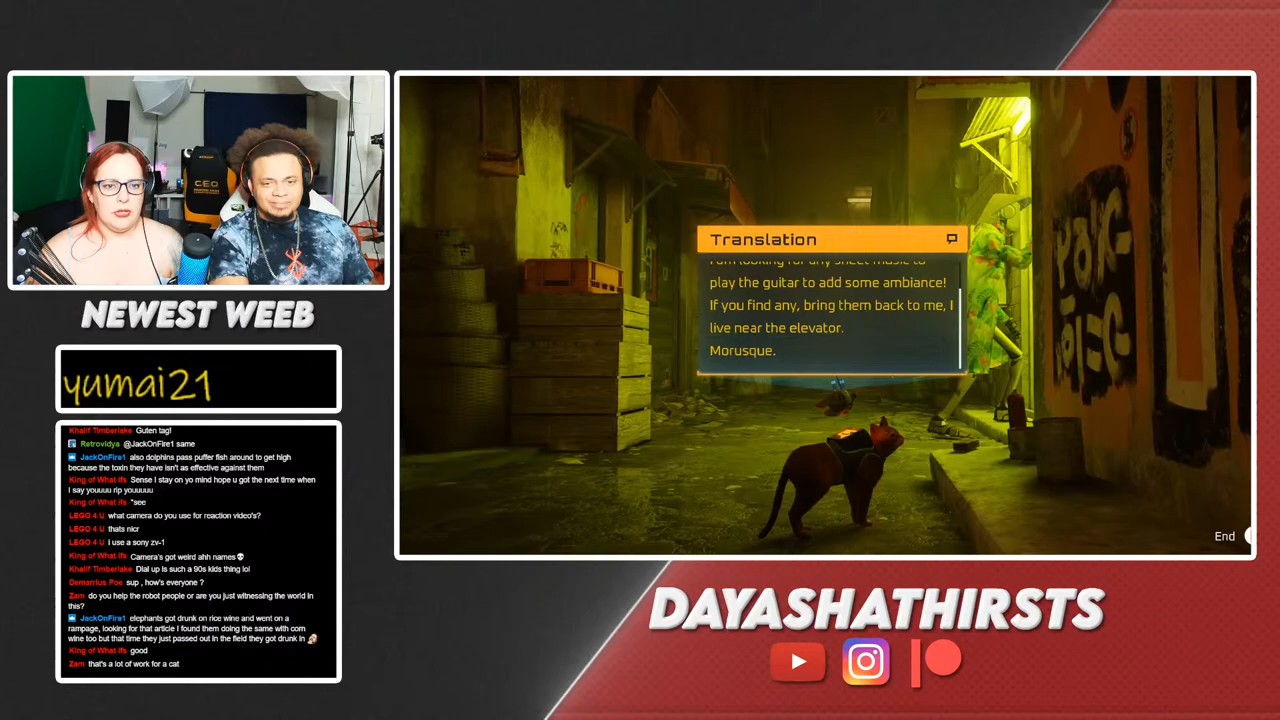 CEO
NEWEST WEEB
yumai21
Khalif Timberlake Guten tag!
Retrovidya @JackOnFire1 same
JackOnFire1 also dolphins pass puffer fish around to get high
because the toxin they have isn't as effective against them
King of What ifs Sense I stay on yo mind hope u got the next time when
I say youuuu rip youuuuu
King of What ifs *see
LEGO 4 U what camera do you use for reaction video's?
LEGO 4 U thats nicr
LEGO 4 U i use a sony zv-1
King of What ifs Camera's got weird ahh names💀
Khalif Timberlake Dial up is such a 90s kids thing lol
Demarrius Poe sup , how's everyone ?
Zam do you help the robot people or are you just witnessing the world in
this?
JackOnFire1 elephants got drunk on rice wine and went on a
rampage, looking for that article I found them doing the same with corn
wine too but that time they just passed out in the field they got drunk in
King of What ifs good
Zam that's a lot of work for a cat
Translation
I am looking for any sheet music to
play the guitar to add some ambiance!
If you find any, bring them back to me, I
live near the elevator.
Morusque.
End
DAYASHATHIRSTS